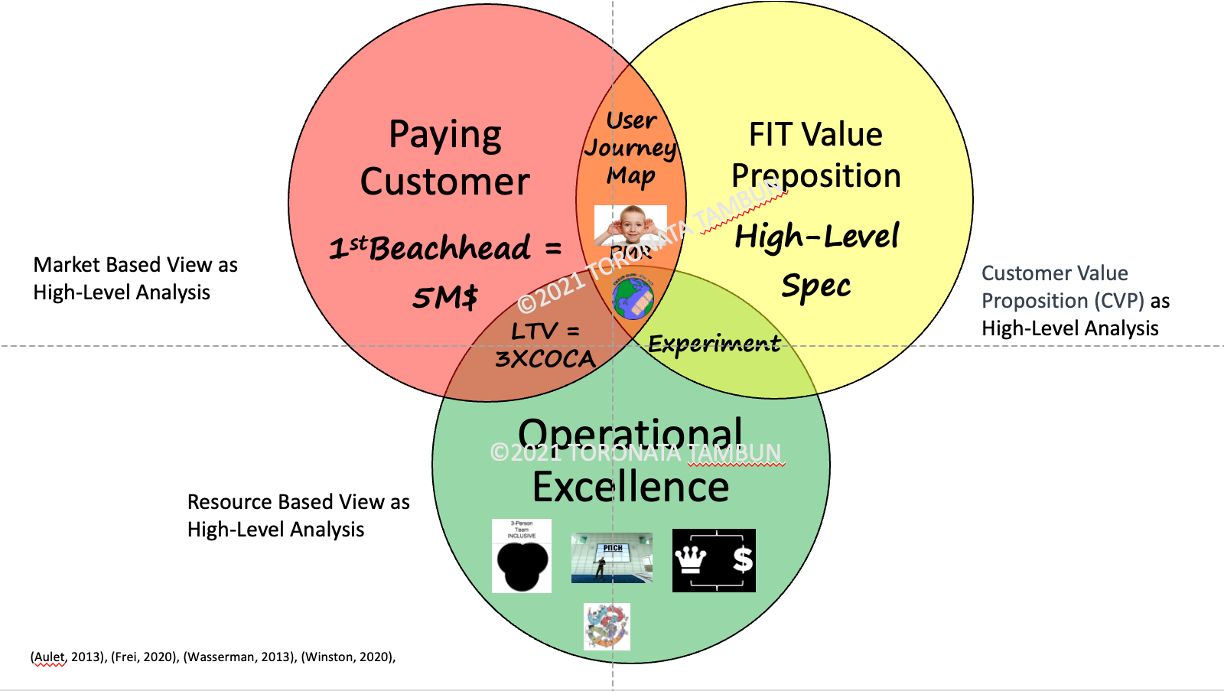 Paying
Customer
1stBeachhead =
5M$
User
Journey
Map
PMR
FIT Value
Preposition
High-Level
Spec
©2021 TORONATA TAMBUN
Market Based View as
High-Level Analysis
Customer Value
Proposition (CVP) as
High-Level Analysis
LTV =
3XCOCA
Experiment
Operational
©2021 TORONATA TAMBUN
Excellence
Resource Based View as
High-Level Analysis
3-Person
Team
INCLUSIVE
PITCH
$
(Aulet, 2013), (Frei, 2020), (Wasserman, 2013), (Winston, 2020),